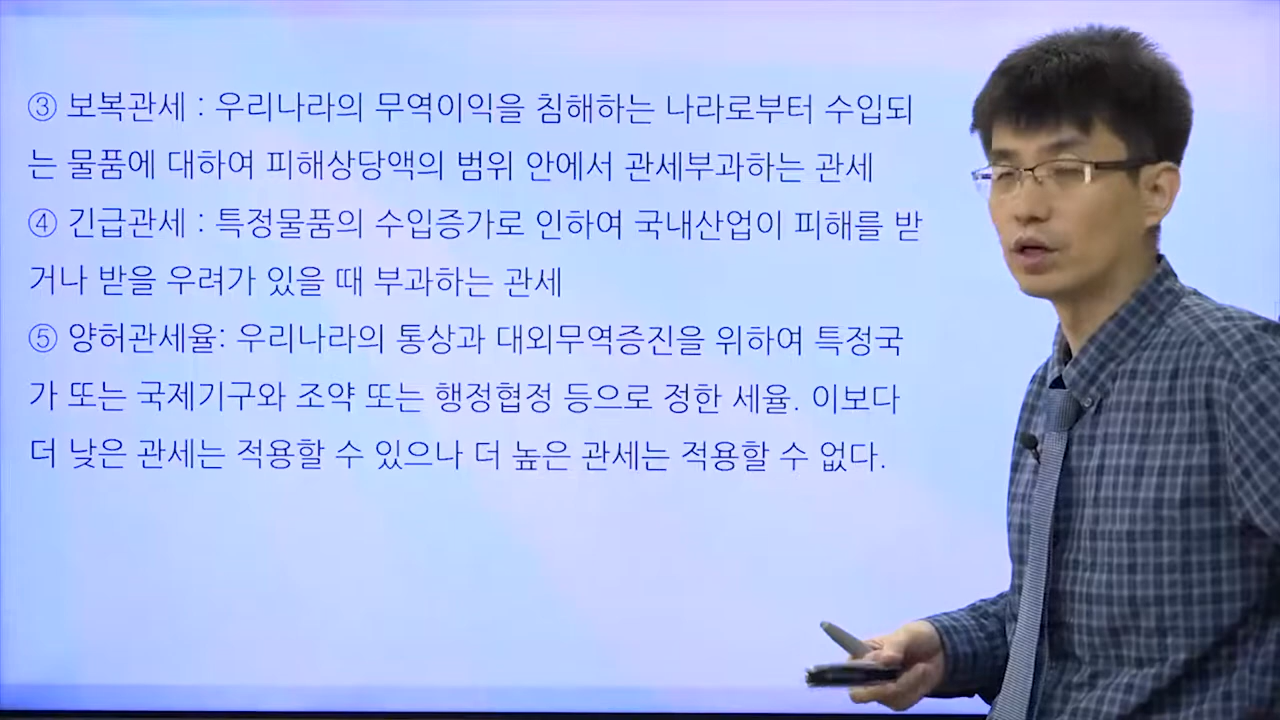 ③ 보복관세 : 우리나라의 무역이익을 침해하는 나라로부터 수입되
는 물품에 대하여 피해상당액의 범위 안에서 관세부과하는 관세
④ 긴급관세 : 특정물품의 수입증가로 인하여 국내산업이 피해를 받
거나 받을 우려가 있을 때 부과하는 관세
⑤ 양허관세율: 우리나라의 통상과 대외무역증진을 위하여 특정국
가 또는 국제기구와 조약 또는 행정협정 등으로 정한 세율. 이보다
더 낮은 관세는 적용할 수 있으나 더 높은 관세는 적용할 수 없다.